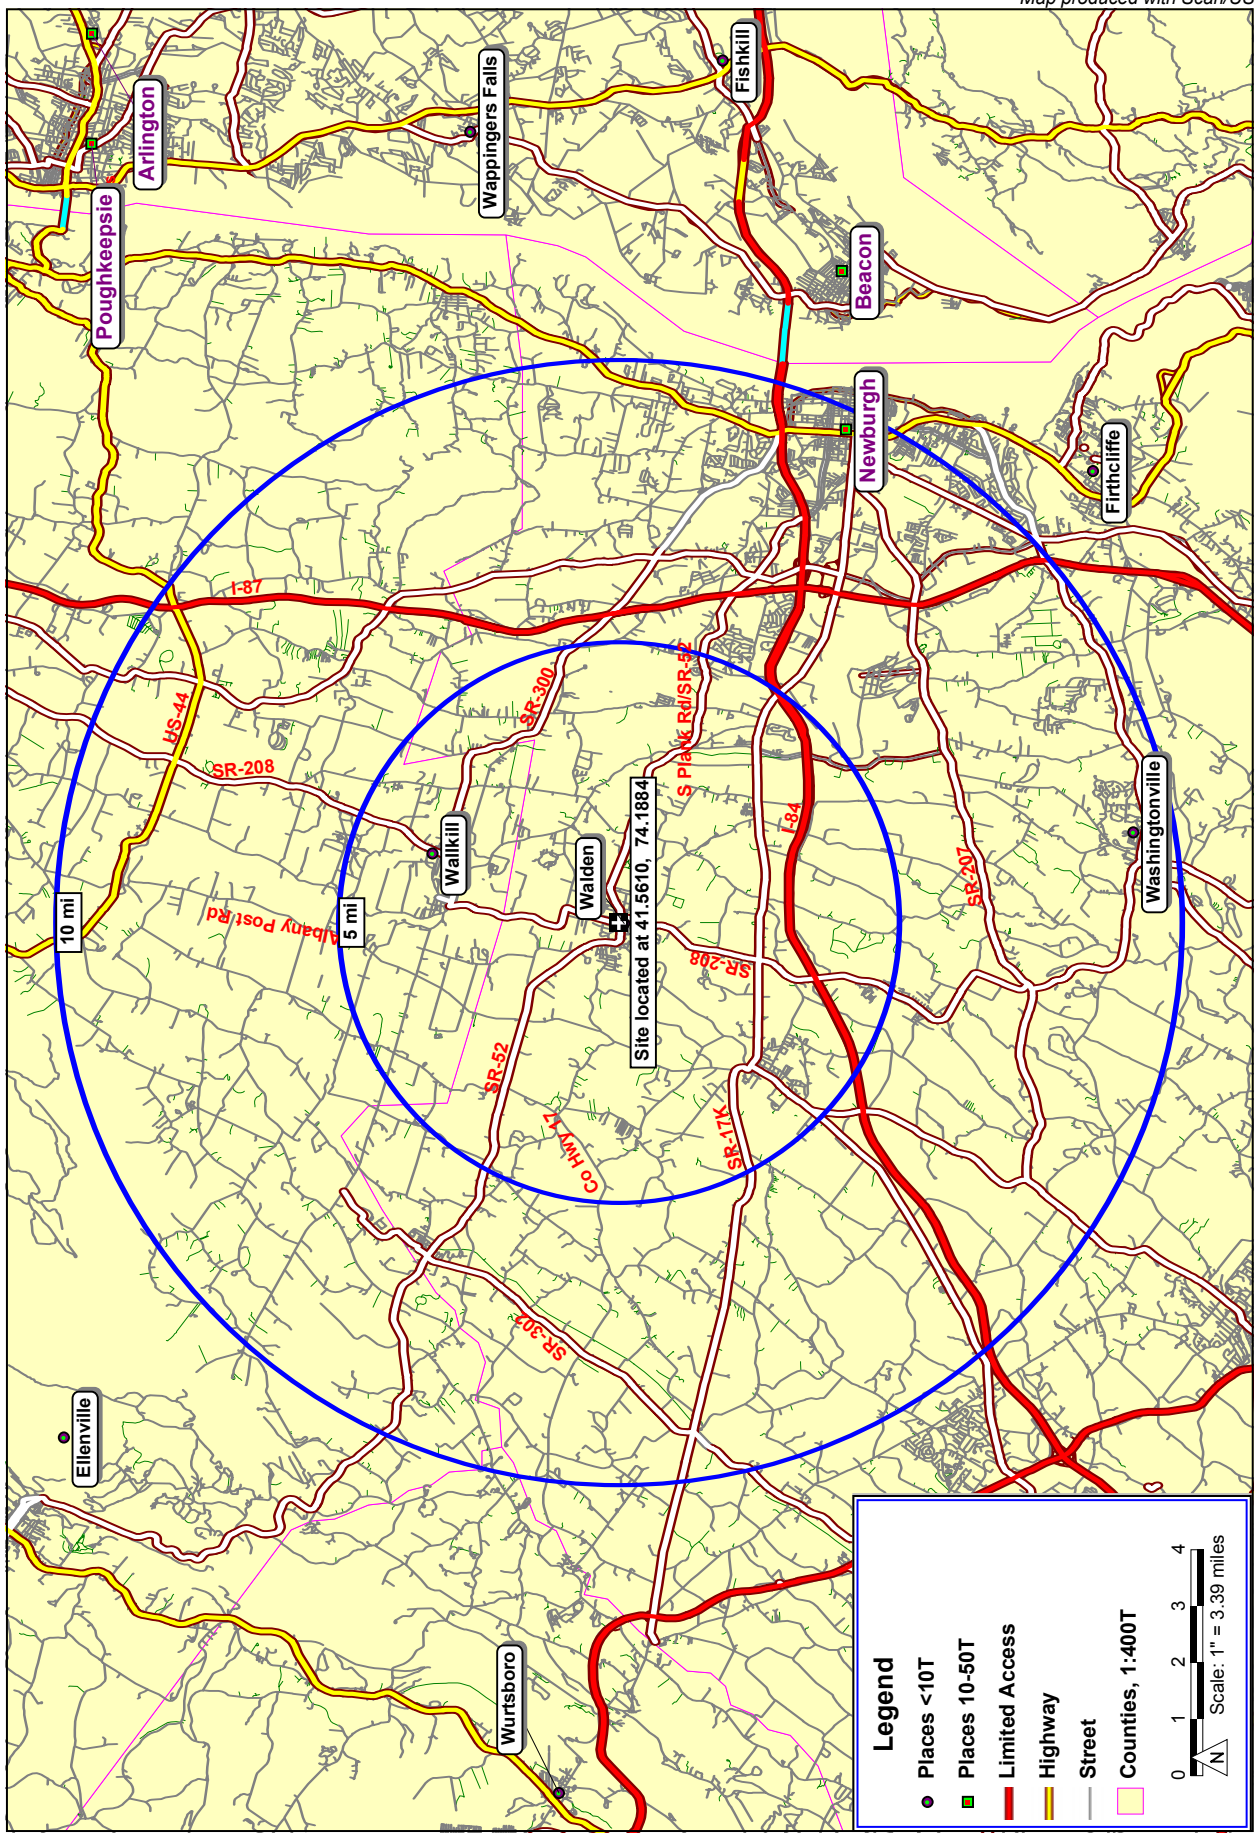 Map produced with Scan/US
Poughkeepsie
Arlington
Wappingers Falls
Fishkill
Beacon
Newburgh
Firthcliffe
Washingtonville
Walden
Wallkill
Ellenville
Wurtsboro
10 mi
5 mi
Site located at 41.5610, 74.1884
I-87
US-44
SR-208
Albany Post Rd
SR-300
S Plank Rd/SR-52
I-84
SR-207
SR-208
SR-52
Co Hwy 17
SR-17K
SR-302
Legend
Places <10T
Places 10-50T
Limited Access
Highway
Street
Counties, 1:400T
0 1 2 3 4
N
Scale: 1" = 3.39 miles